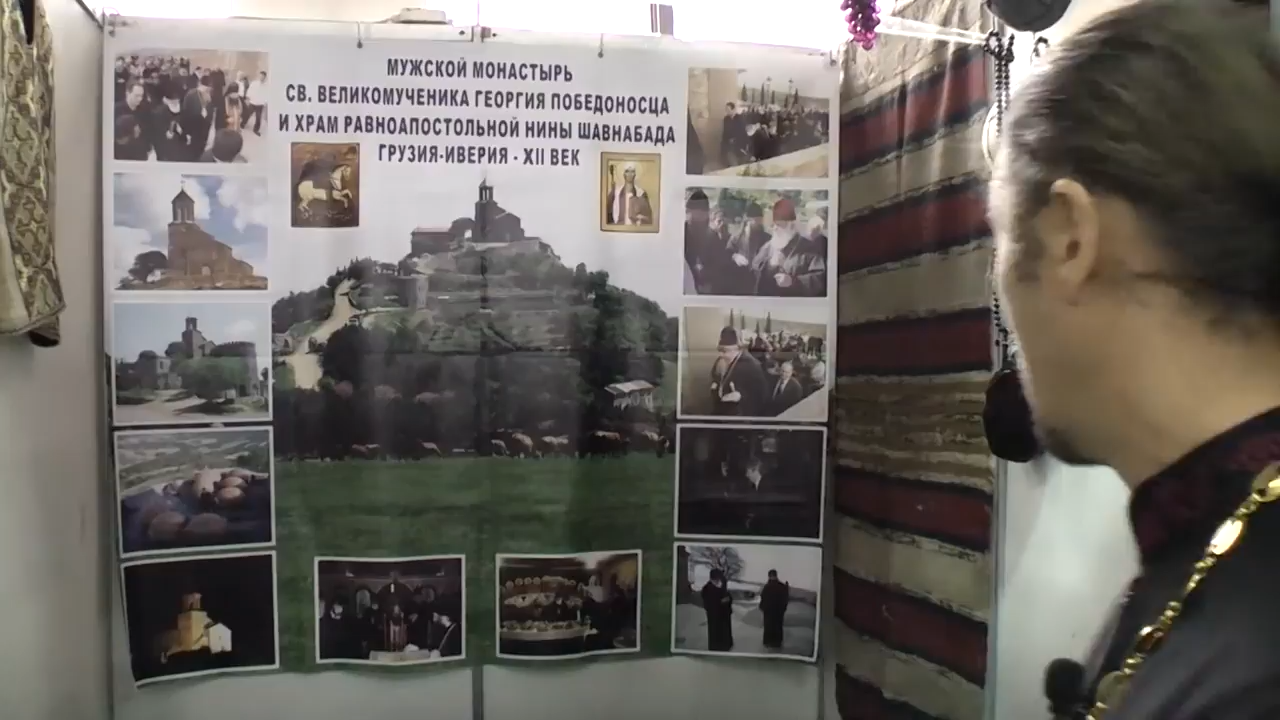 МУЖСКОЙ МОНАСТЫРЬ
СВ. ВЕЛИКОМУЧЕНИКА ГЕОРГИЯ ПОБЕДОНОСЦА
И ХРАМ РАВНОАПОСТОЛЬНОЙ НИНЫ ШАВНАБАДА
ГРУЗИЯ-ИВЕРИЯ - XII ВЕК